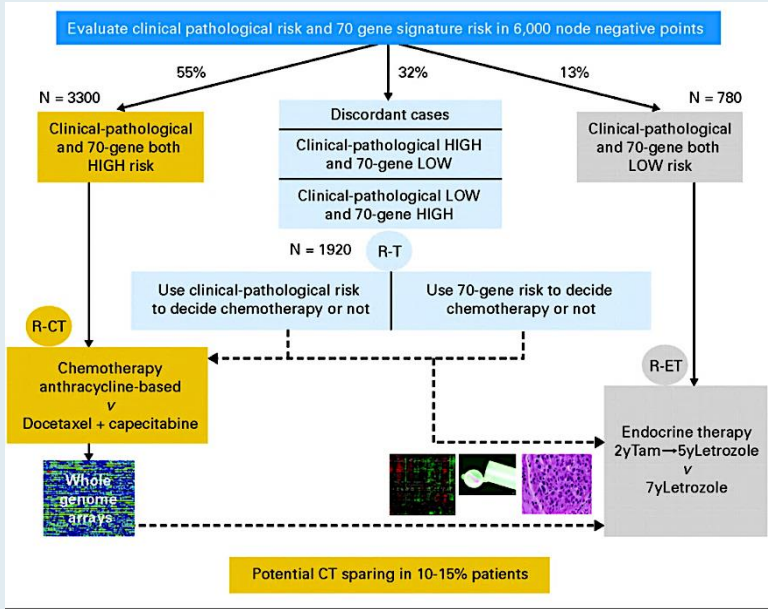 Evaluate clinical pathological risk and 70 gene signature risk in 6,000 node negative points
55%
32%
13%
N = 3300
N = 780
Clinical-pathological
and 70-gene both
HIGH risk
Discordant cases
Clinical-pathological HIGH
and 70-gene LOW
Clinical-pathological LOW
and 70-gene HIGH
Clinical-pathological
and 70-gene both
LOW risk
N = 1920
R-T
Use clinical-pathological risk
to decide chemotherapy or not
Use 70-gene risk to decide
chemotherapy or not
R-CT
Chemotherapy
anthracycline-based
v
Docetaxel + capecitabine
R-ET
Endocrine therapy
2yTam→5yLetrozole
v
7yLetrozole
Whole
genome
arrays
Potential CT sparing in 10-15% patients